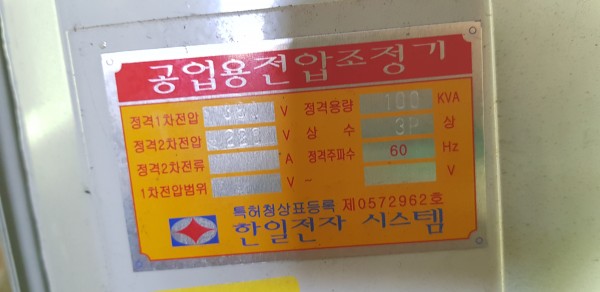 공업용전압조정기
정격1차전압 380 V 정격용량 100 KVA
정격2차전압 220 V 상 수 3P 상
정격2차전류 A 정격주파수 60 Hz
1차전압범위 V - V
특허청상표등록 제0572962호
한일전자 시스템